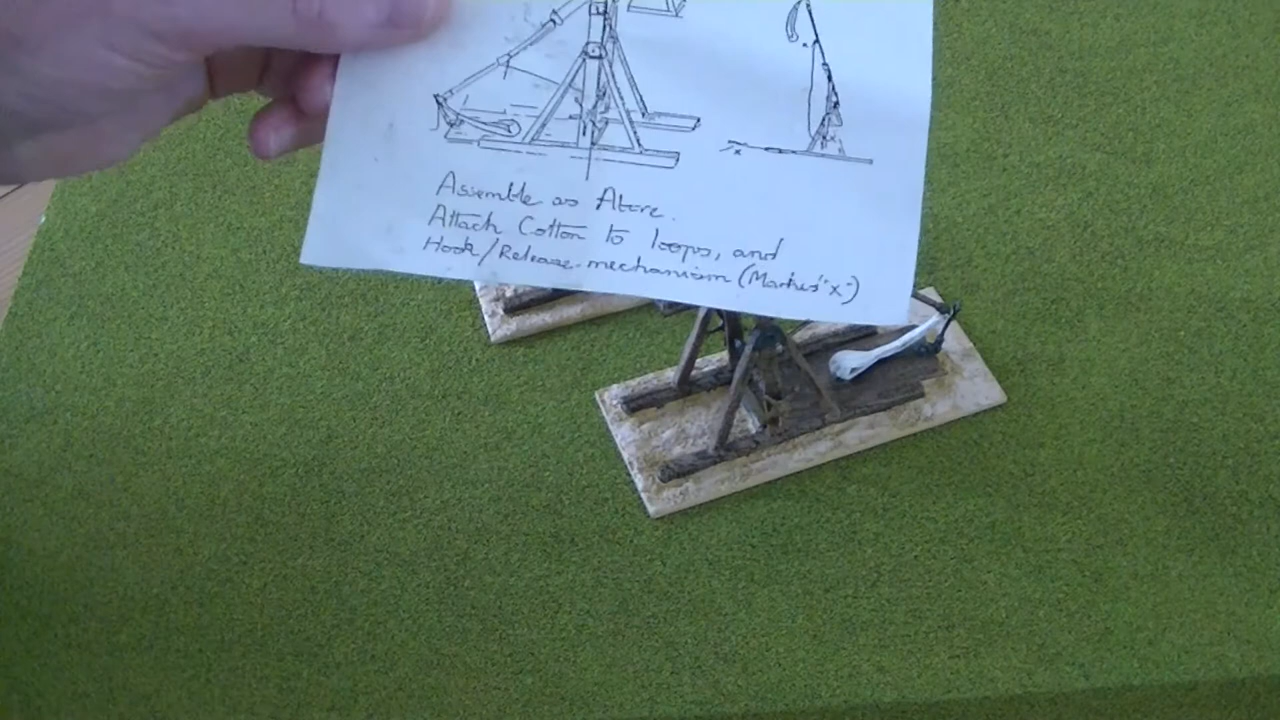 Assemble as Above.
Attach Cotton to loops, and
Hook/Release mechanism (Marked "x")
x